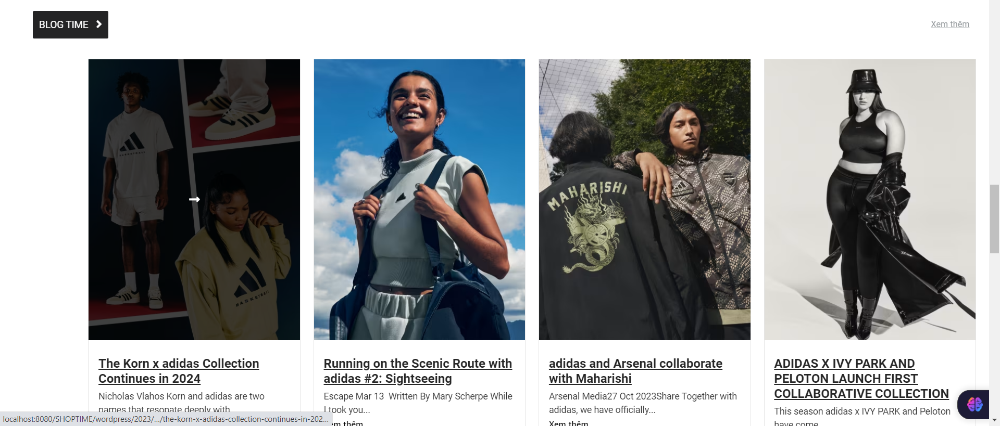 BLOG TIME
Xem thêm
BASKETBALL
BASKETBALL
MAHARISHI
MAHARISHI
The Korn x adidas Collection
Continues in 2024
Nicholas Vlahos Korn and adidas are two
names that resonate deeply with
Running on the Scenic Route with
adidas #2: Sightseeing
Escape Mar 13  Written By Mary Scherpe While
I took you...
em thêm
adidas and Arsenal collaborate
with Maharishi
Arsenal Media27 Oct 2023Share Together with
adidas, we have officially...
Xem thêm
ADIDAS X IVY PARK AND
PELOTON LAUNCH FIRST
COLLABORATIVE COLLECTION
This season adidas x IVY PARK and Peloton
have come
localhost:8080/SHOPTIME/wordpress/2023/.../the-korn-x-adidas-collection-continues-in-202...